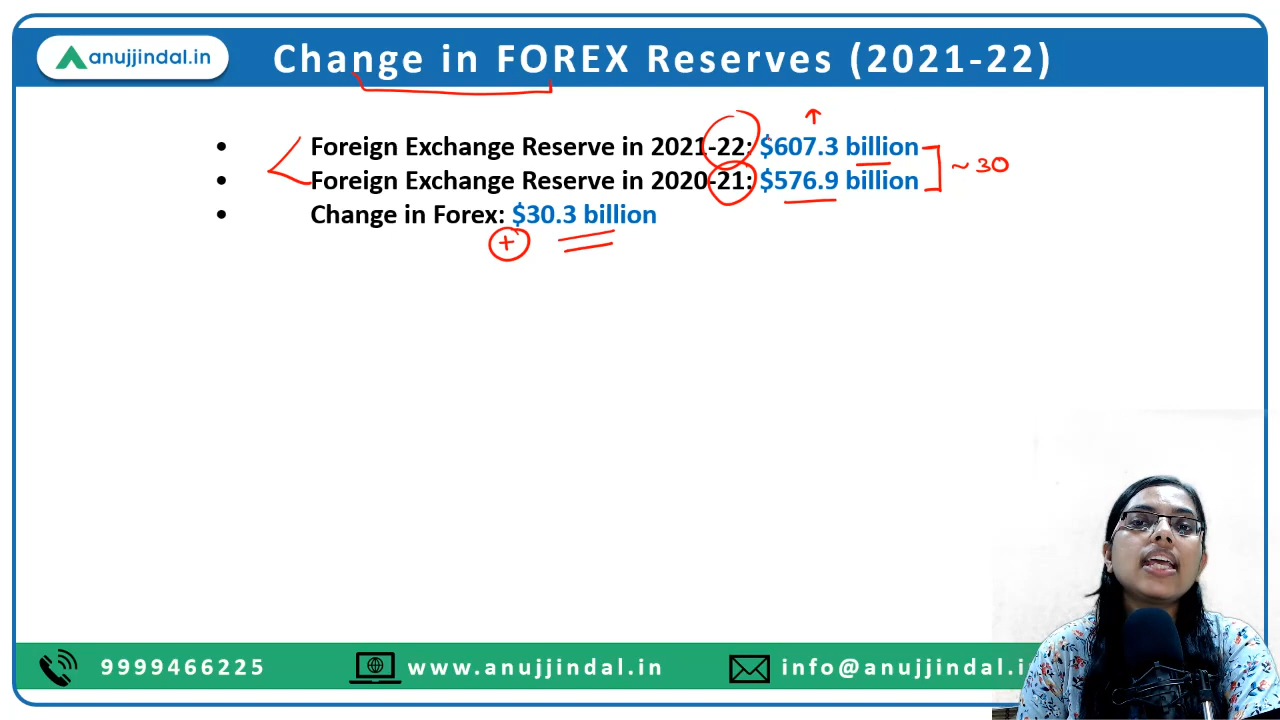 anujjindal.in
Change in FOREX Reserves (2021-22)
• Foreign Exchange Reserve in 2021-22: $607.3 billion
~ 30
• Foreign Exchange Reserve in 2020-21: $576.9 billion
• Change in Forex: $30.3 billion
+
9999466225 www.anujjindal.in info@anujjindal.i